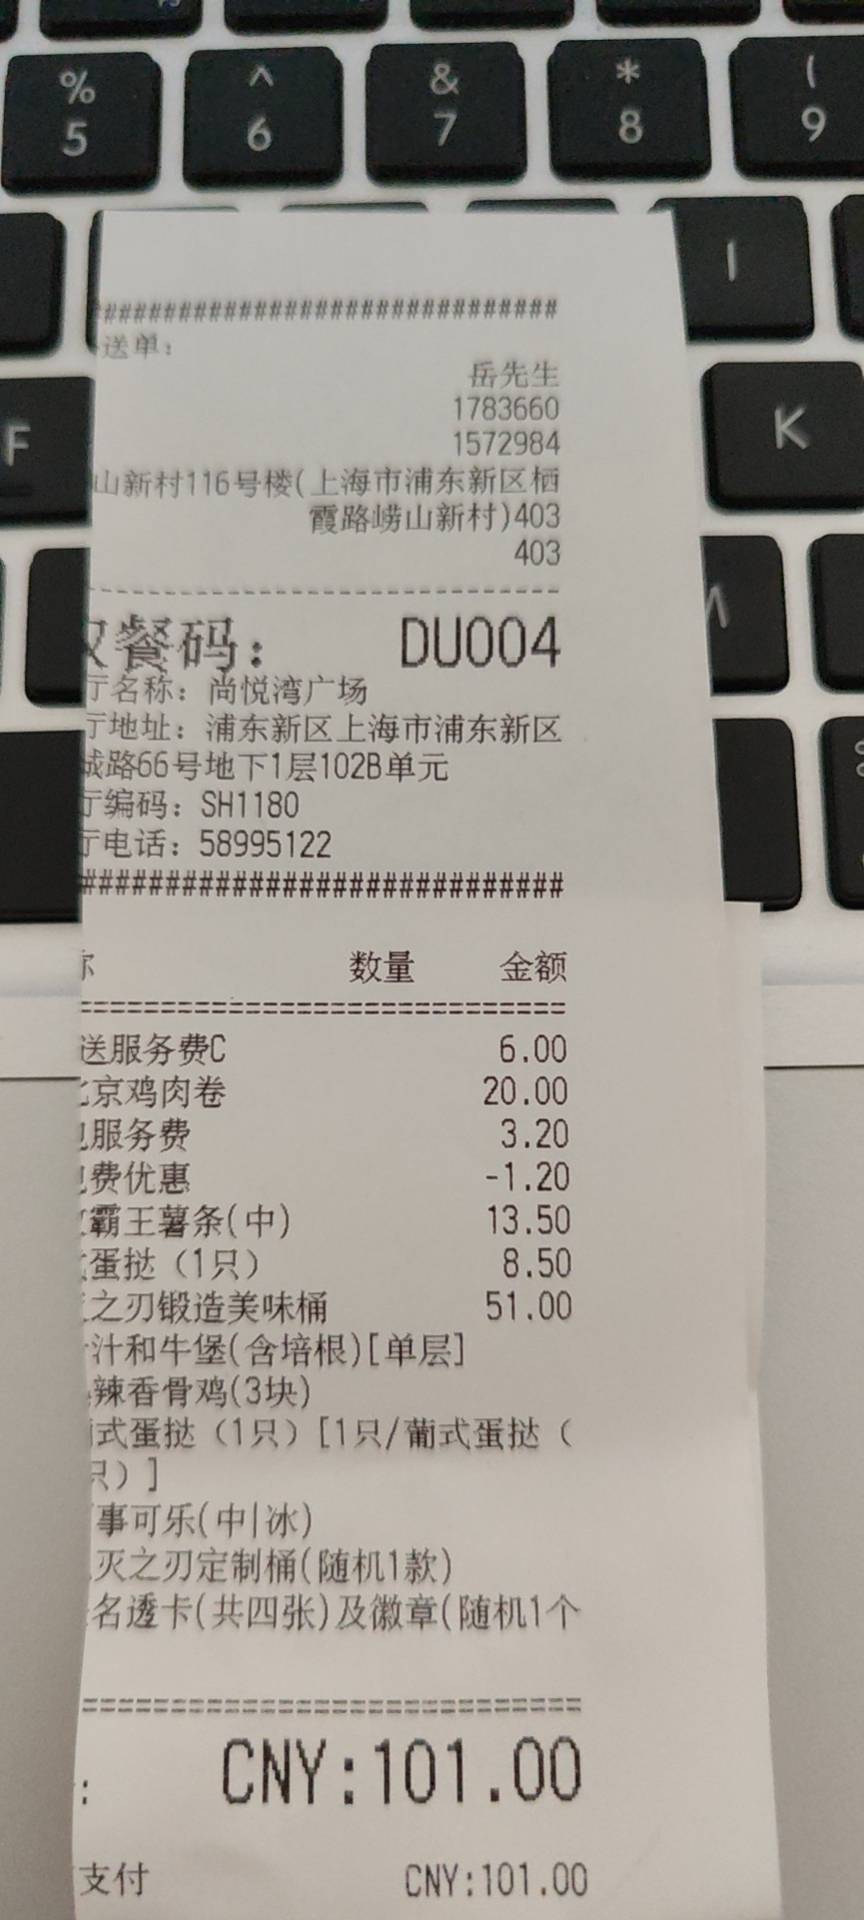 % ^ & * (
5 6 7 8 9
I
F K
##############################
送单：
岳先生
1783660
1572984
山新村116号楼(上海市浦东新区栖
霞路崂山新村)403
403
------------------------------
餐码： DU004
厅名称：尚悦湾广场
厅地址：浦东新区上海市浦东新区
城路66号地下1层102B单元
厅编码：SH1180
厅电话：58995122
##############################
数量 金额
==============================
送服务费C 6.00
京鸡肉卷 20.00
服务费 3.20
费优惠 -1.20
霸王薯条(中) 13.50
蛋挞（1只） 8.50
之刃锻造美味桶 51.00
汁和牛堡(含培根)[单层]
辣香骨鸡(3块)
式蛋挞（1只）[1只/葡式蛋挞（
只）]
事可乐(中|冰)
灭之刃定制桶(随机1款)
名透卡(共四张)及徽章(随机1个
==============================
: CNY:101.00
支付 CNY:101.00